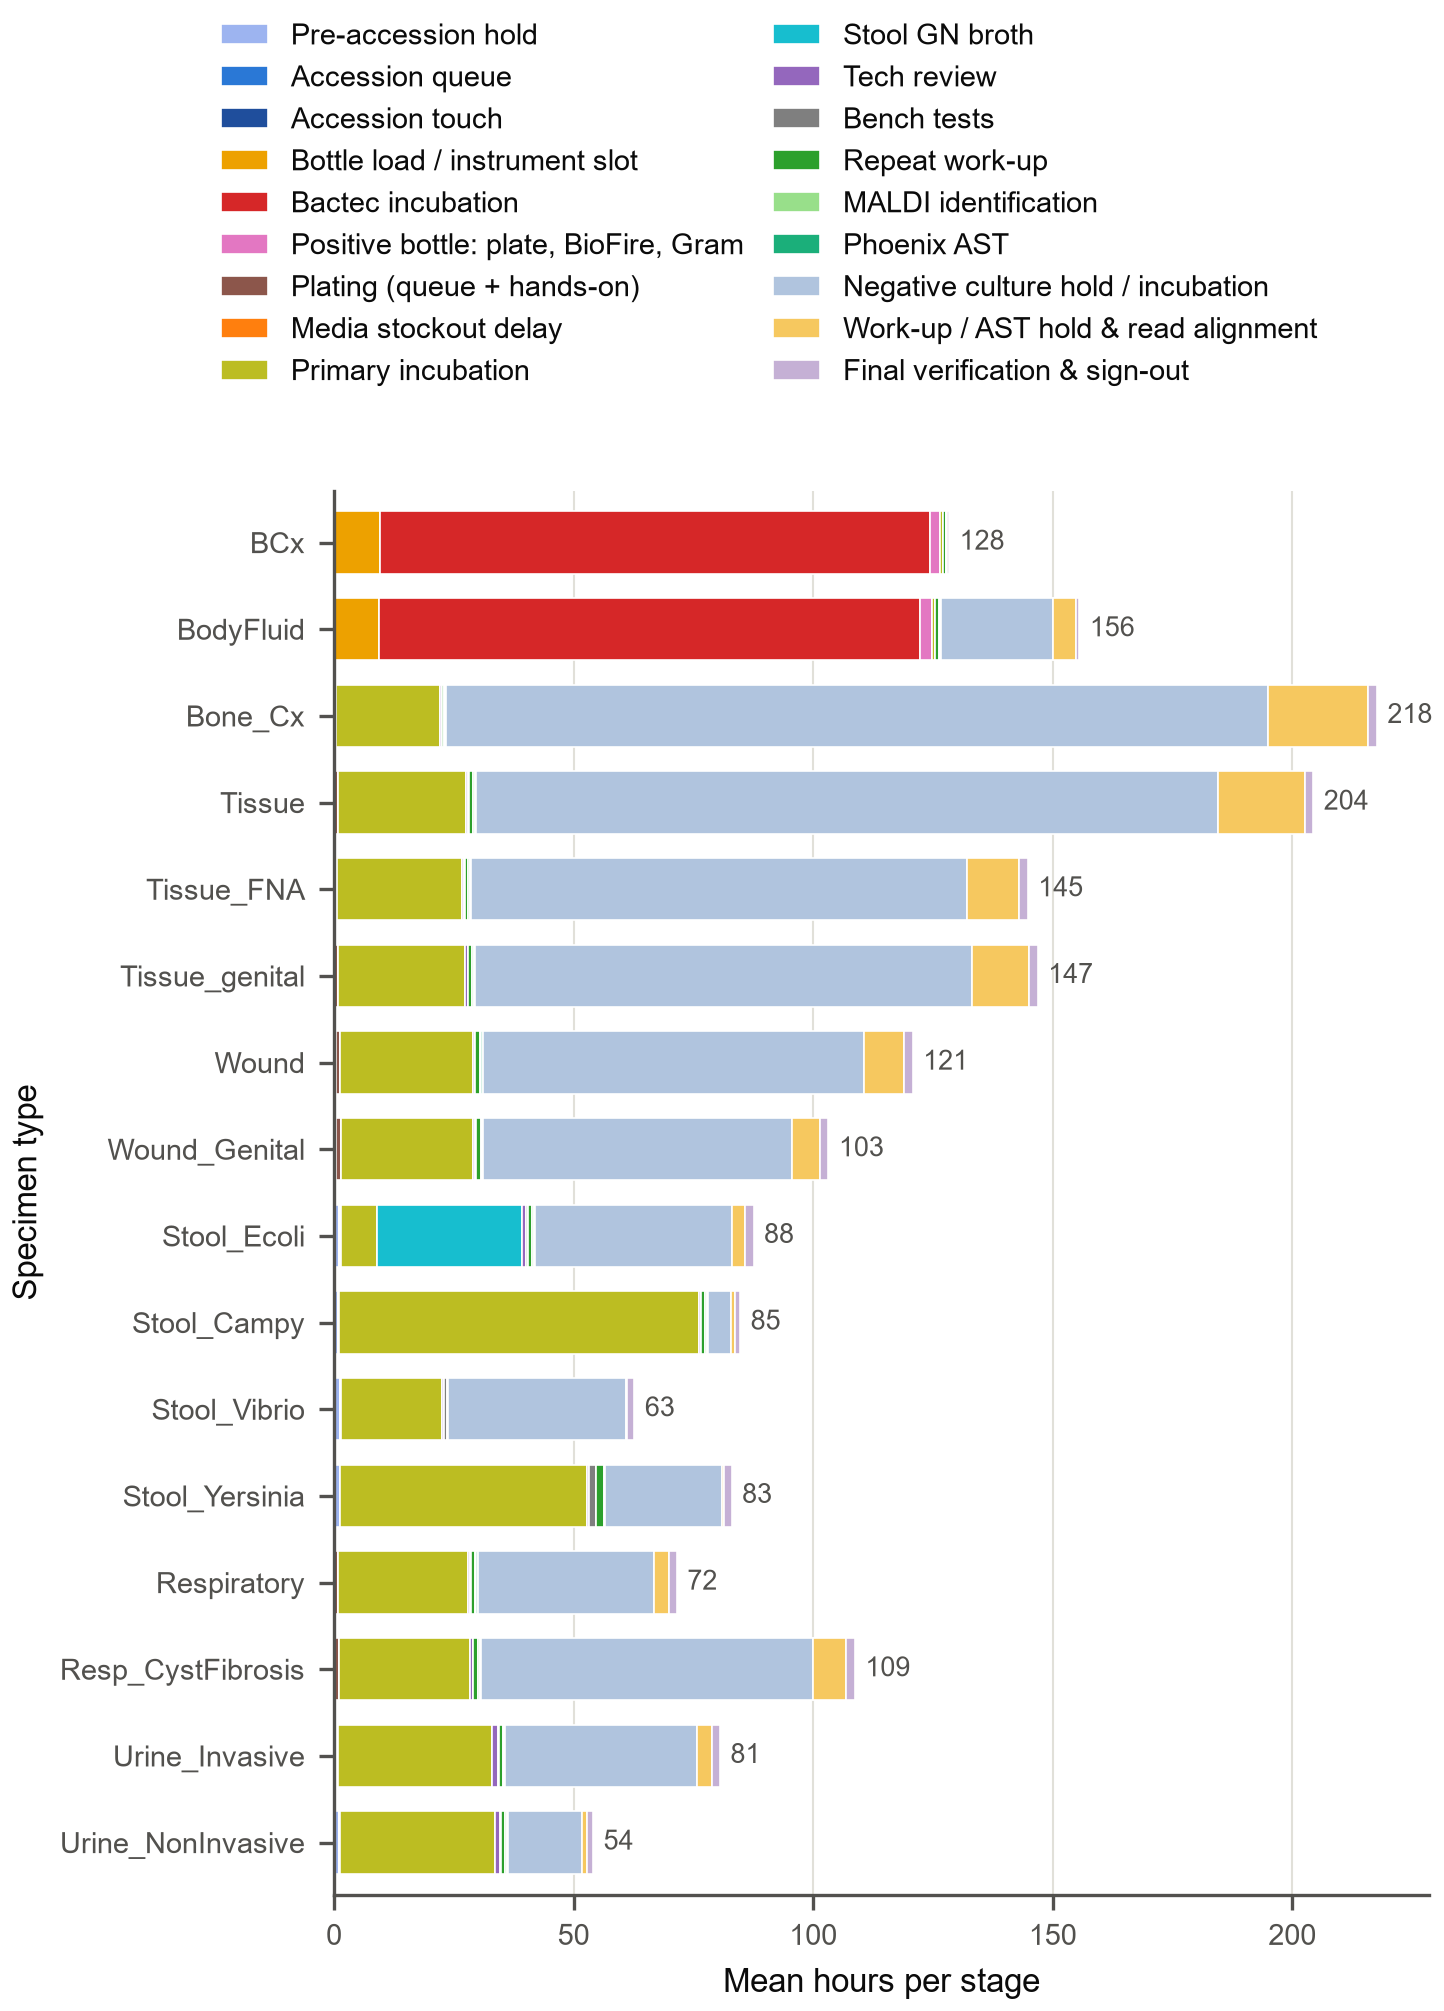 Pre-accession hold
Accession queue
Accession touch
Bottle load / instrument slot
Bactec incubation
Positive bottle: plate, BioFire, Gram
Plating (queue + hands-on)
Media stockout delay
Primary incubation
Stool GN broth
Tech review
Bench tests
Repeat work-up
MALDI identification
Phoenix AST
Negative culture hold / incubation
Work-up / AST hold & read alignment
Final verification & sign-out
Specimen type
BCx 128
BodyFluid 156
Bone_Cx 218
Tissue 204
Tissue_FNA 145
Tissue_genital 147
Wound 121
Wound_Genital 103
Stool_Ecoli 88
Stool_Campy 85
Stool_Vibrio 63
Stool_Yersinia 83
Respiratory 72
Resp_CystFibrosis 109
Urine_Invasive 81
Urine_NonInvasive 54
0 50 100 150 200
Mean hours per stage